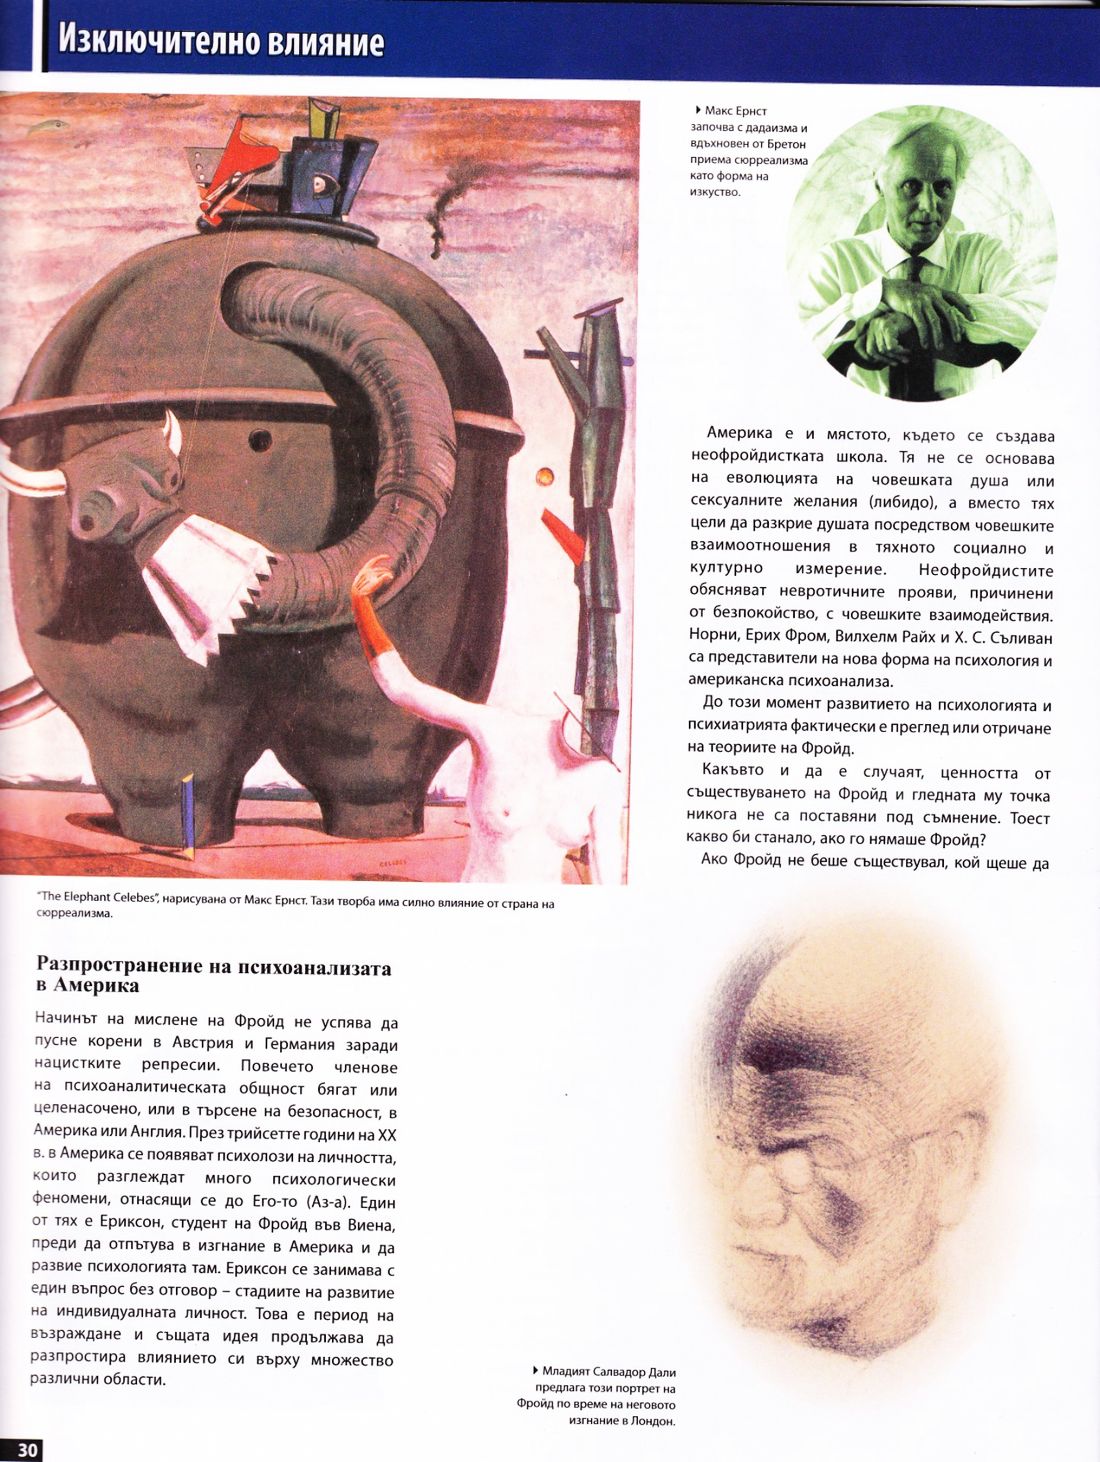 Изключително влияние
Макс Ернст
започва с дадаизма и
вдъхновен от Бретон
приема сюрреализма
като форма на
изкуство.
"The Elephant Celebes", нарисувана от Макс Ернст. Тази творба има силно влияние от страна на
сюрреализма.
Разпространение на психоанализата
в Америка
Начинът на мислене на Фройд не успява да
пусне корени в Австрия и Германия заради
нацистките репресии. Повечето членове
на психоаналитическата общност бягат или
целенасочено, или в търсене на безопасност, в
Америка или Англия. През трийсетте години на XX
в. в Америка се появяват психолози на личността,
които разглеждат много психологически
феномени, отнасящи се до Его-то (Аз-а). Един
от тях е Ериксон, студент на Фройд във Виена,
преди да отпътува в изгнание в Америка и да
развие психологията там. Ериксон се занимава с
един въпрос без отговор – стадиите на развитие
на индивидуалната личност. Това е период на
възраждане и същата идея продължава да
разпростира влиянието си върху множество
различни области.
Америка е и мястото, където се създава
неофройдистката школа. Тя не се основава
на еволюцията на човешката душа или
сексуалните желания (либидо), а вместо тях
цели да разкрие душата посредством човешките
взаимоотношения в тяхното социално и
културно измерение. Неофройдистите
обясняват невротичните прояви, причинени
от безпокойство, с човешките взаимодействия.
Норни, Ерих Фром, Вилхелм Райх и Х. С. Съливан
са представители на нова форма на психология и
американска психоанализа.
До този момент развитието на психологията и
психиатрията фактически е преглед или отричане
на теориите на Фройд.
Какъвто и да е случаят, ценността от
съществуването на Фройд и гледната му точка
никога не са поставяни под съмнение. Тоест
какво би станало, ако го нямаше Фройд?
Ако Фройд не беше съществувал, кой щеше да
Младият Салвадор Дали
предлага този портрет на
Фройд по време на неговото
изгнание в Лондон.
CELEBES
30